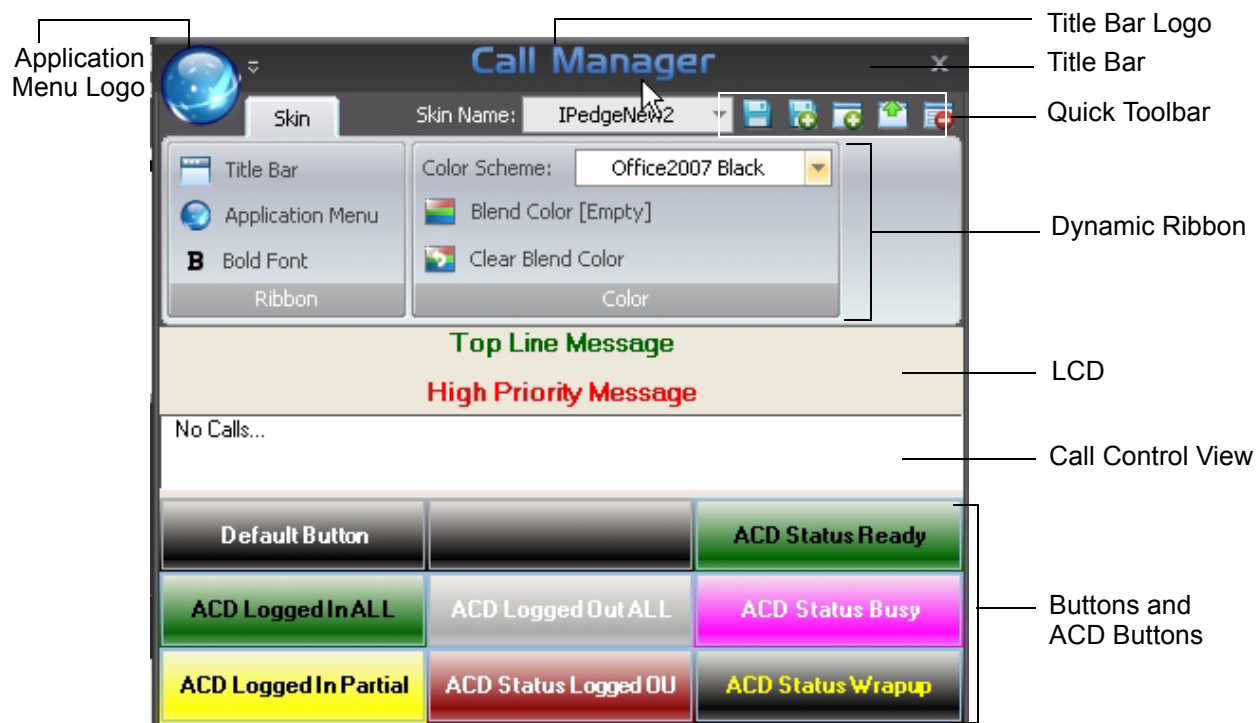 Title Bar Logo
Application
Menu Logo
Call Manager
x
Title Bar
Skin
Skin Name:
IPedgeNew2
Quick Toolbar
Title Bar
Color Scheme:
Office2007 Black
Application Menu
Blend Color [Empty]
Dynamic Ribbon
B Bold Font
Clear Blend Color
Ribbon
Color
Top Line Message
LCD
High Priority Message
No Calls...
Call Control View
Default Button
ACD Status Ready
ACD Logged In ALL
ACD Logged Out ALL
ACD Status Busy
Buttons and
ACD Buttons
ACD Logged In Partial
ACD Status Logged OU
ACD Status Wrapup